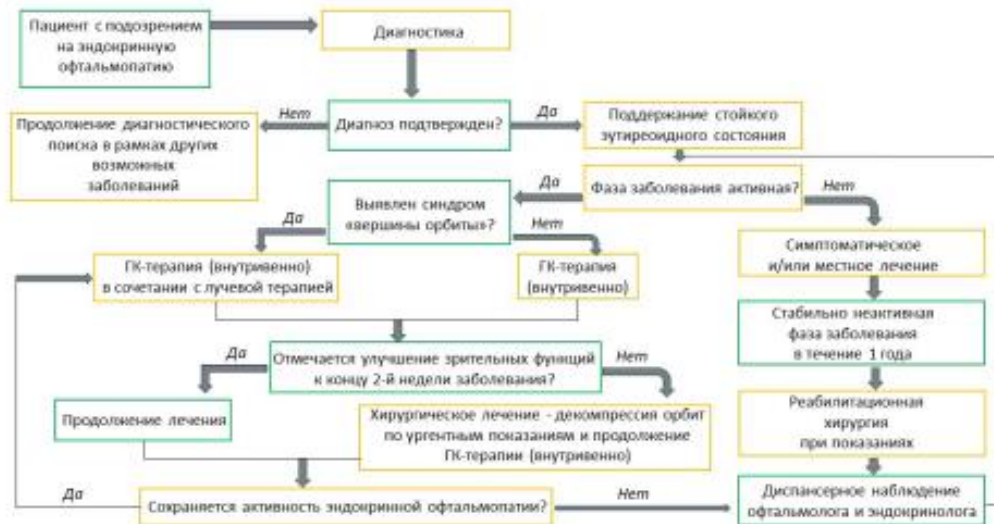 Пациент с подозрением
на эндокринную
офтальмопатию
Диагностика
Диагноз подтвержден?
Нет
Да
Продолжение диагностического
поиска в рамках других
возможных
заболеваний
Поддержание стойкого
эутиреоидного состояния
Фаза заболевания активная?
Да
Нет
Выявлен синдром
«вершины орбиты»?
Да
Нет
ГК-терапия (внутривенно)
в сочетании с лучевой терапией
ГК-терапия
(внутривенно)
Симптоматическое
и/или местное лечение
Стабильно неактивная
фаза заболевания
в течение 1 года
Отмечается улучшение зрительных функций
к концу 2-й недели заболевания?
Да
Нет
Продолжение лечения
Хирургическое лечение - декомпрессия орбит
по ургентным показаниям и продолжение
ГК-терапии (внутривенно)
Реабилитационная
хирургия
при показаниях
Сохраняется активность эндокринной офтальмопатии?
Да
Нет
Диспансерное наблюдение
офтальмолога и эндокринолога